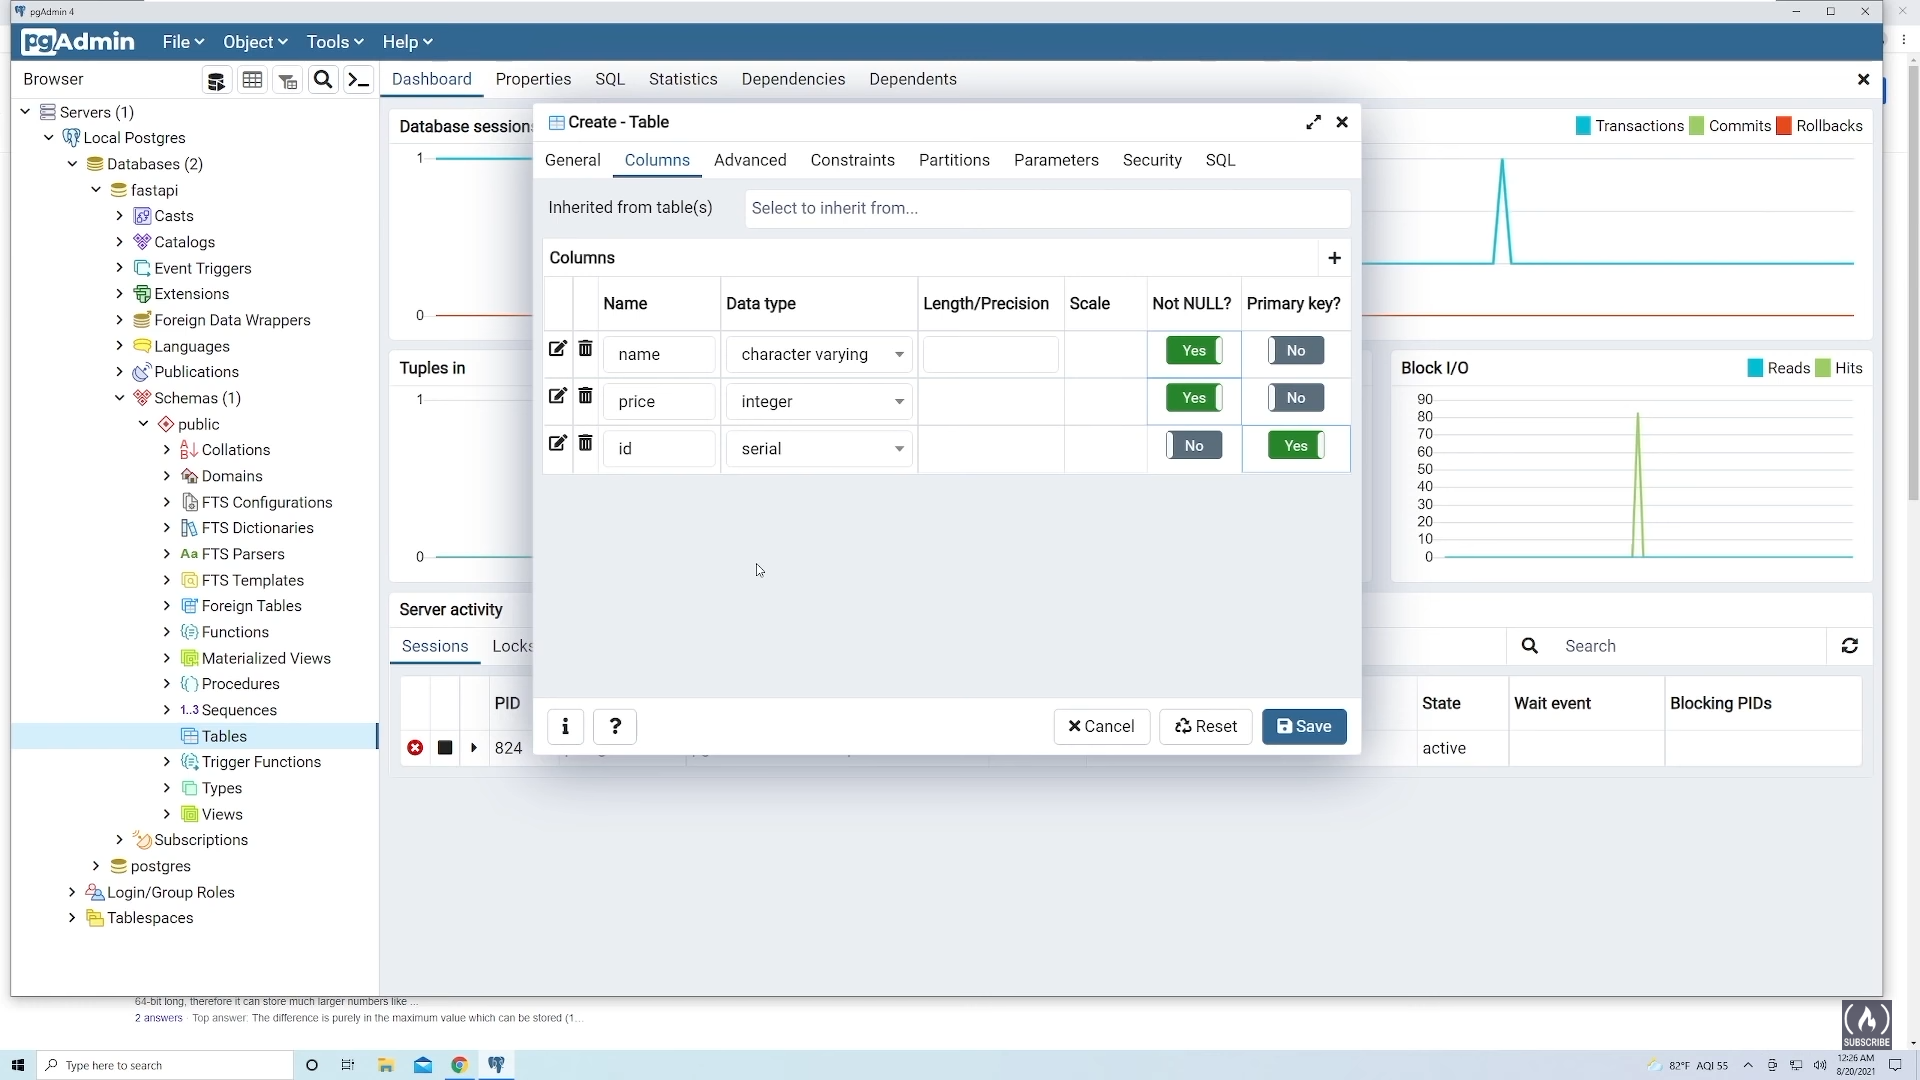 pgAdmin 4
pgAdmin File Object Tools Help
Browser
Dashboard Properties SQL Statistics Dependencies Dependents
Servers (1)
Local Postgres
Databases (2)
fastapi
Casts
Catalogs
Event Triggers
Extensions
Foreign Data Wrappers
Languages
Publications
Schemas (1)
public
Collations
Domains
FTS Configurations
FTS Dictionaries
Aa FTS Parsers
FTS Templates
Foreign Tables
Functions
Materialized Views
Procedures
1..3 Sequences
Tables
Trigger Functions
Types
Views
Subscriptions
postgres
Login/Group Roles
Tablespaces
Database session
Transactions Commits Rollbacks
1
0
Tuples in
1
0
Block I/O
Reads Hits
90
80
70
60
50
40
30
20
10
0
Server activity
Sessions Locks
Search
PID
State Wait event Blocking PIDs
824
active
Create - Table
General Columns Advanced Constraints Partitions Parameters Security SQL
Inherited from table(s) Select to inherit from...
Columns +
Name Data type Length/Precision Scale Not NULL? Primary key?
name character varying Yes No
price integer Yes No
id serial No Yes
i ? Cancel Reset Save
64-bit long, therefore it can store much larger numbers like ...
2 answers · Top answer: The difference is purely in the maximum value which can be stored (1...
SUBSCRIBE
Type here to search
82°F AQI 55
12:26 AM
8/20/2021